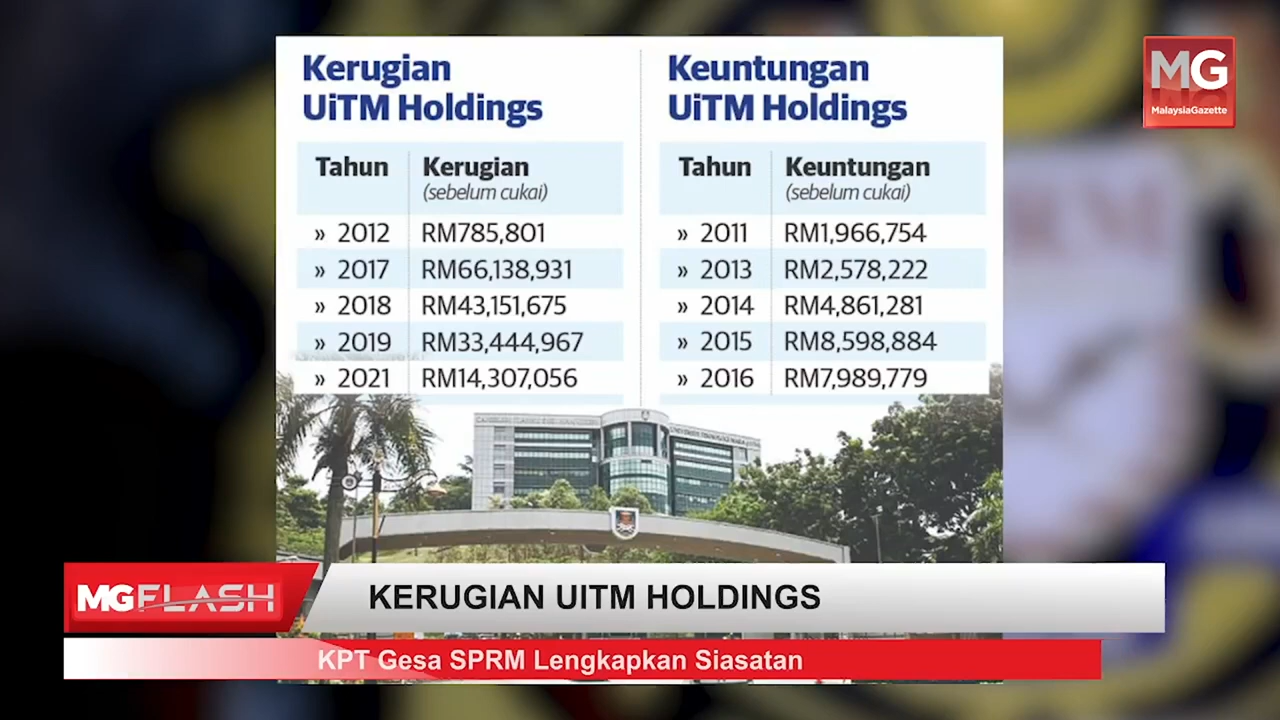 Kerugian
UiTM Holdings
Tahun Kerugian
(sebelum cukai)
» 2012 RM785,801
» 2017 RM66,138,931
» 2018 RM43,151,675
» 2019 RM33,444,967
» 2021 RM14,307,056
Keuntungan
UiTM Holdings
Tahun Keuntungan
(sebelum cukai)
» 2011 RM1,966,754
» 2013 RM2,578,222
» 2014 RM4,861,281
» 2015 RM8,598,884
» 2016 RM7,989,779
MG
MalaysiaGazette
MGFLASH
KERUGIAN UITM HOLDINGS
KPT Gesa SPRM Lengkapkan Siasatan